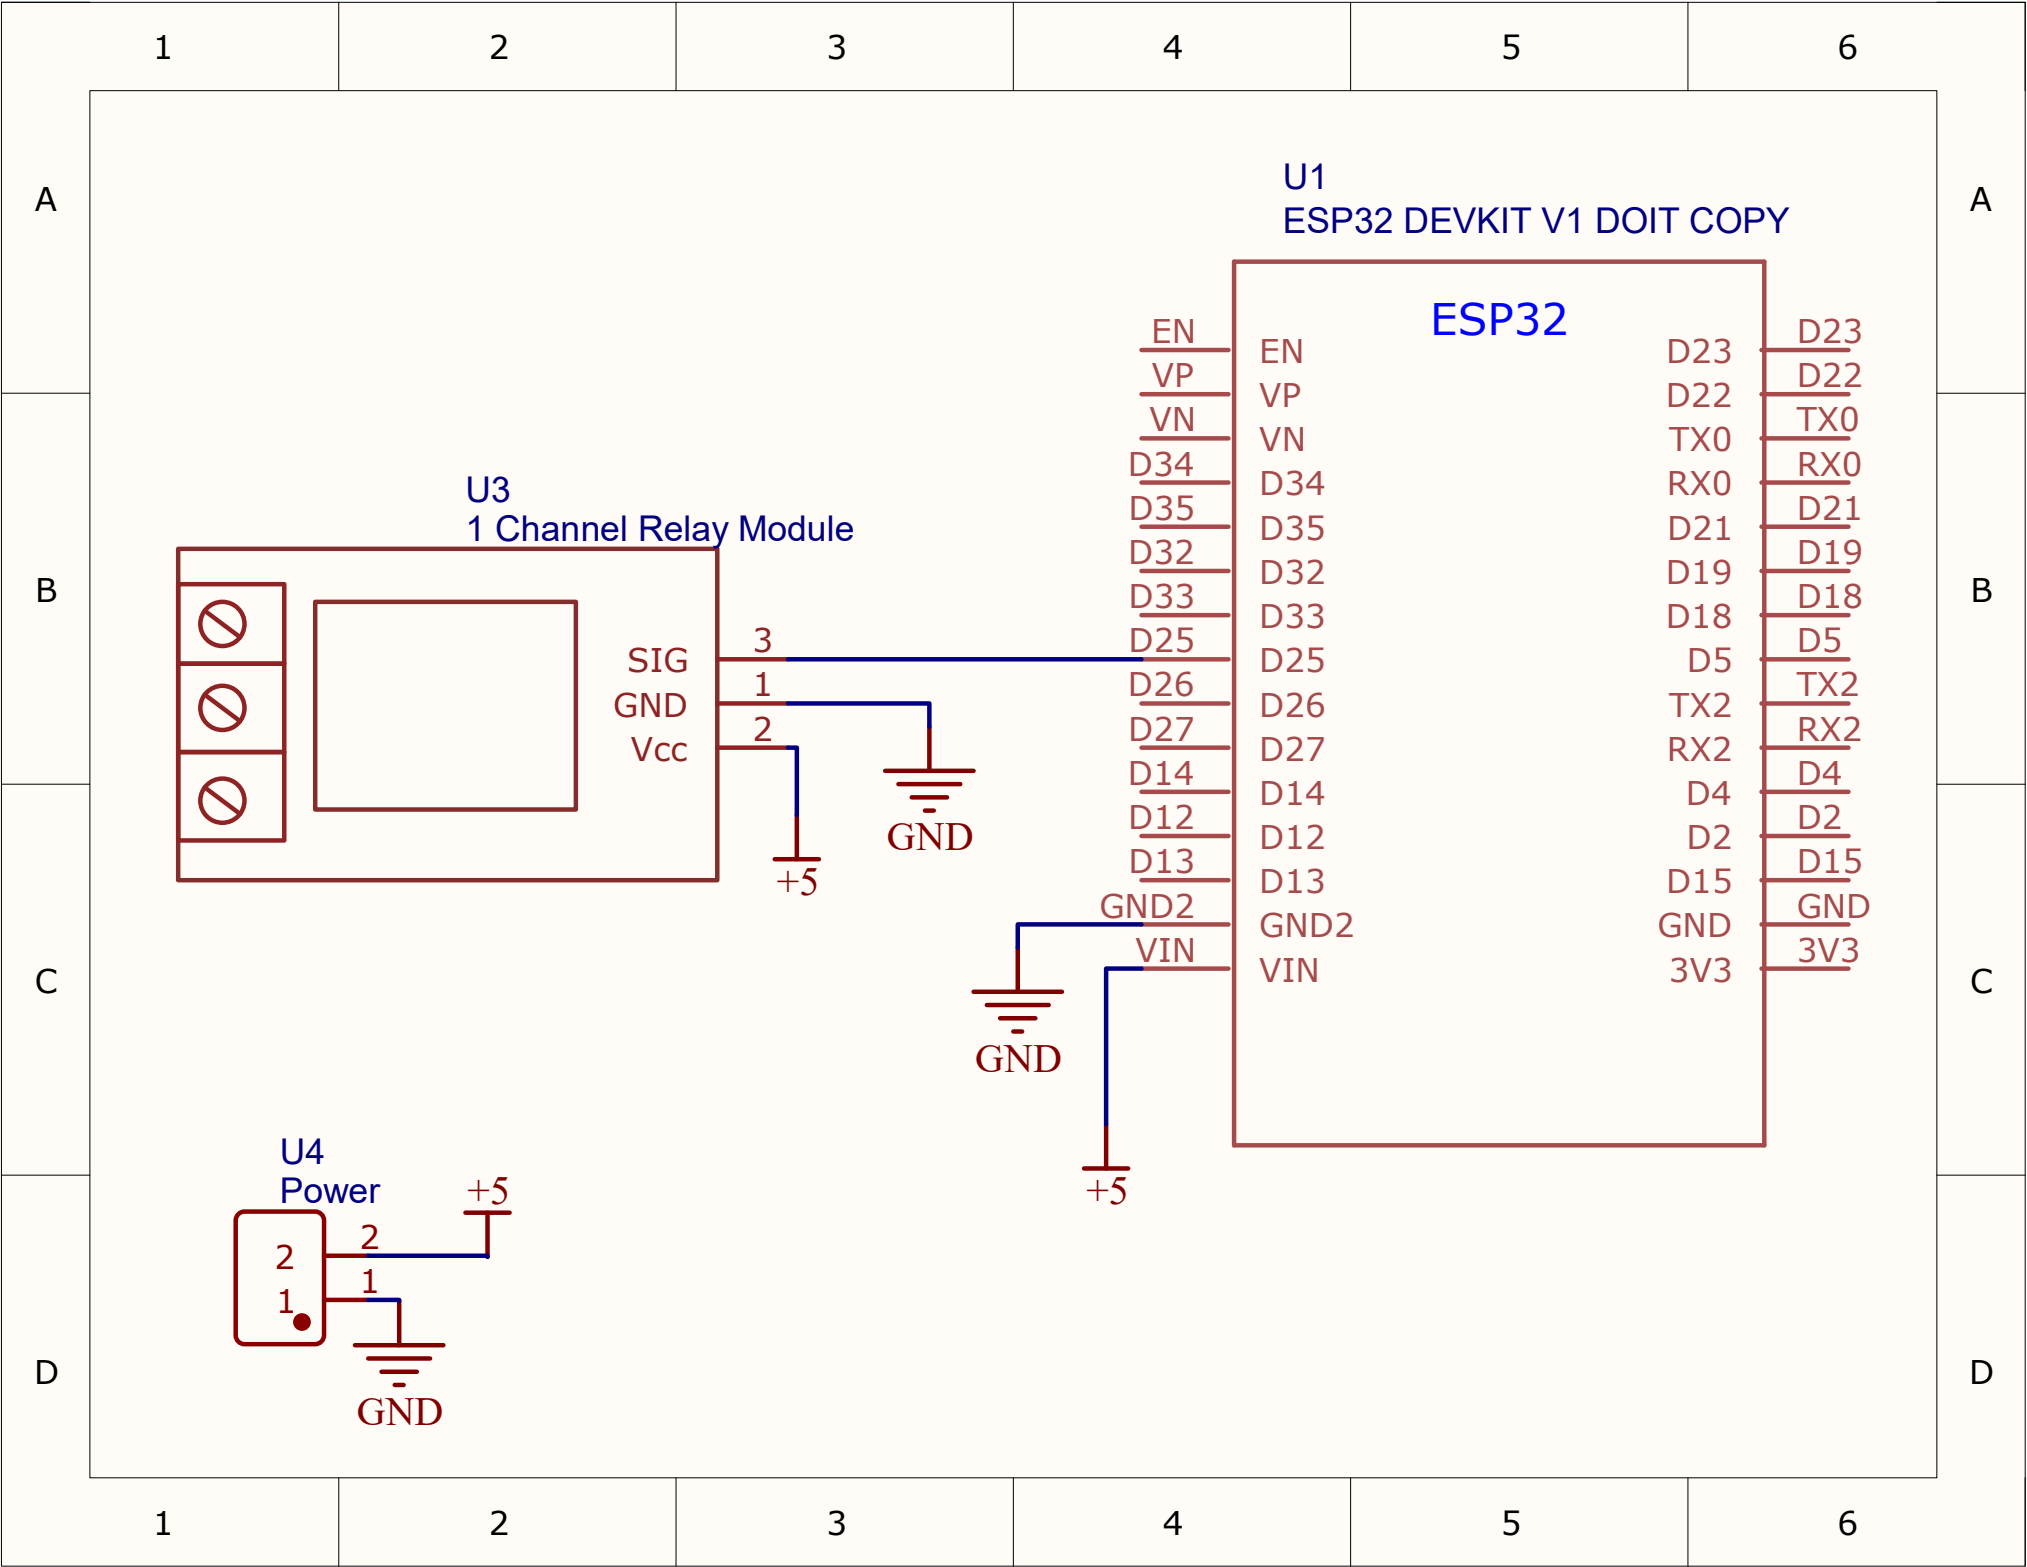 1 2 3 4 5 6
A A
U1
ESP32 DEVKIT V1 DOIT COPY
ESP32
EN EN D23 D23
VP VP D22 D22
VN VN TX0 TX0
D34 D34 RX0 RX0
D35 D35 D21 D21
D32 D32 D19 D19
D33 D33 D18 D18
D25 D25 D5 D5
D26 D26 TX2 TX2
D27 D27 RX2 RX2
D14 D14 D4 D4
D12 D12 D2 D2
D13 D13 D15 D15
GND2 GND2 GND GND
VIN VIN 3V3 3V3
GND
+5
B B
U3
1 Channel Relay Module
SIG 3
GND 1
Vcc 2
GND
+5
C C
U4
Power
+5
2 2
1 1
GND
D D
1 2 3 4 5 6